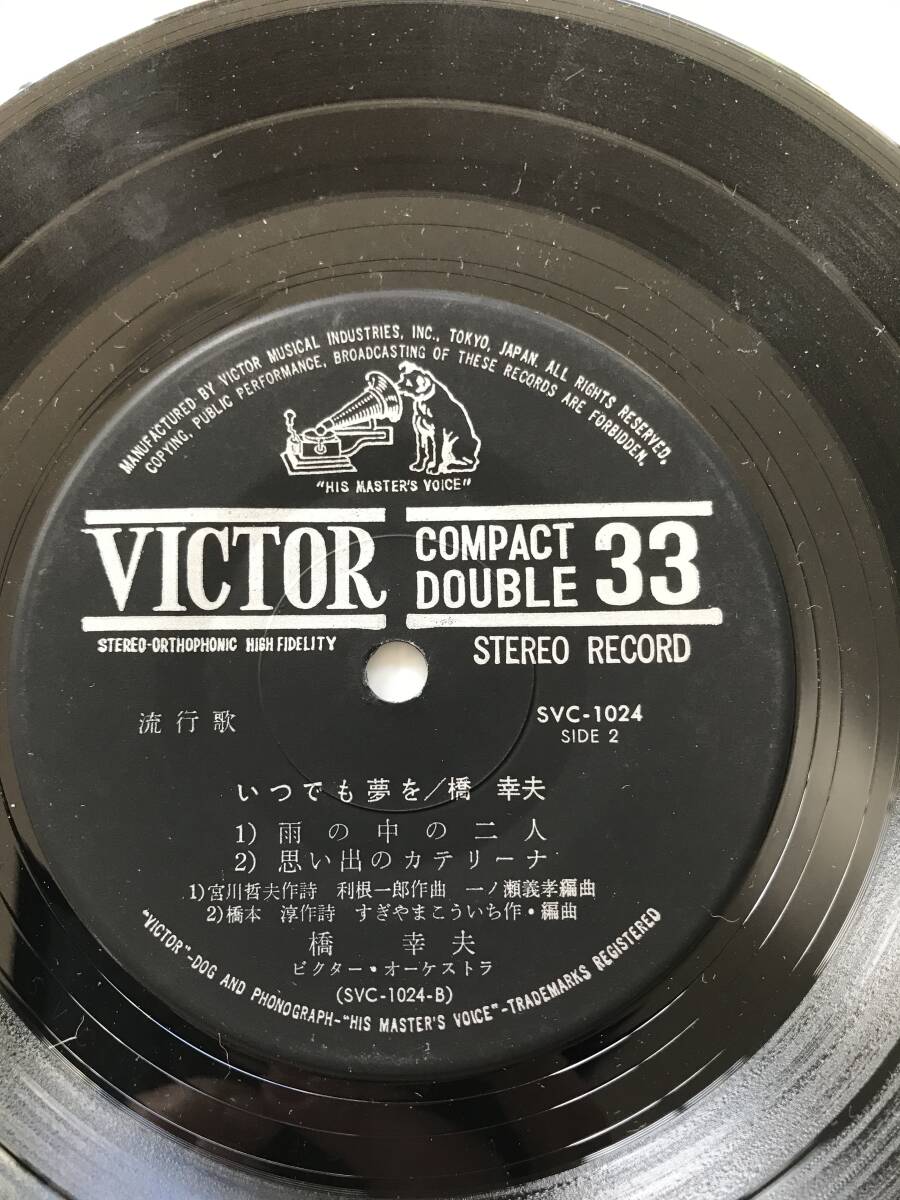 MANUFACTURED BY VICTOR MUSICAL INDUSTRIES, INC., TOKYO, JAPAN. ALL RIGHTS RESERVED.
COPYING, PUBLIC PERFORMANCE, BROADCASTING OF THESE RECORDS ARE FORBIDDEN.
"HIS MASTER'S VOICE"
VICTOR COMPACT DOUBLE 33
STEREO-ORTHOPHONIC HIGH FIDELITY
STEREO RECORD
流行歌
SVC-1024
SIDE 2
いつでも夢を/橋 幸夫
1) 雨の中の二人
2) 思い出のカテリーナ
1)宮川哲夫作詩 利根一郎作曲 一ノ瀬義孝編曲
2)橋本 淳作詩 すぎやまこういち作・編曲
橋 幸夫
ビクター・オーケストラ
(SVC-1024-B)
"VICTOR"-DOG AND PHONOGRAPH-"HIS MASTER'S VOICE"-TRADEMARKS REGISTERED